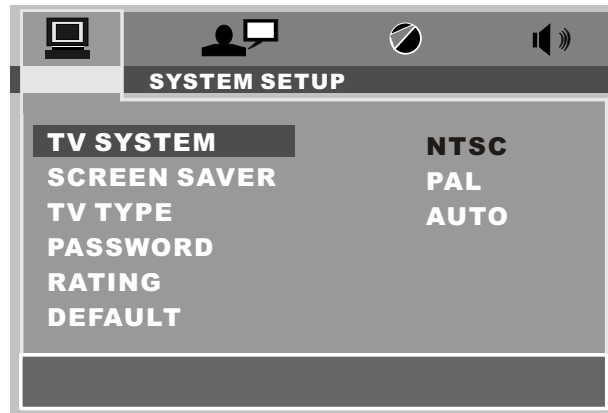 SYSTEM SETUP
TV SYSTEM
SCREEN SAVER
TV TYPE
PASSWORD
RATING
DEFAULT
NTSC
PAL
AUTO